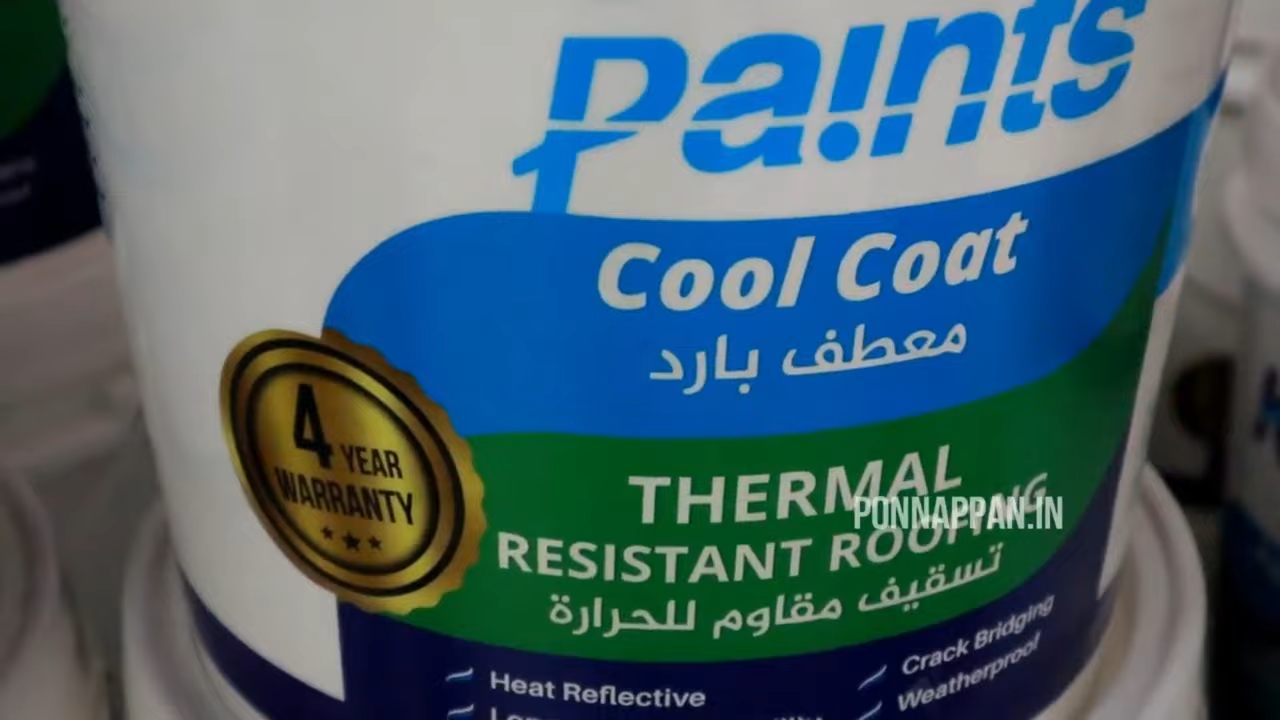 Paints
Cool Coat
معطف بارد
4 YEAR
WARRANTY
THERMAL
RESISTANT ROOFING
PONNAPPAN.IN
تسقيف مقاوم للحرارة
Heat Reflective
Crack Bridging
Weatherproof